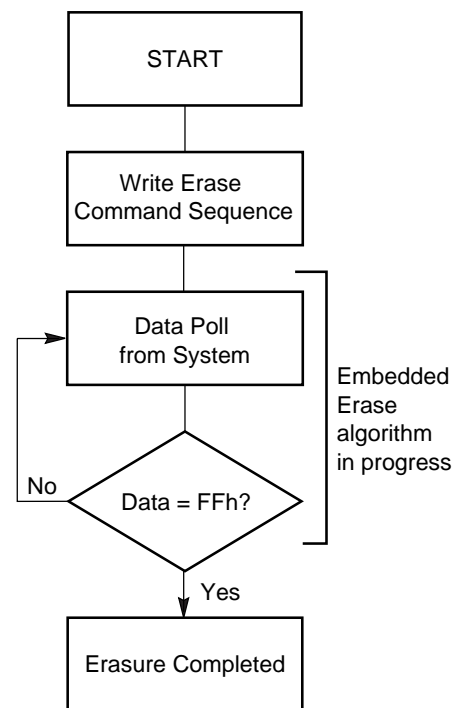 START
Write Erase
Command Sequence
Data Poll
from System
Embedded
Erase
algorithm
in progress
No
Data = FFh?
Yes
Erasure Completed